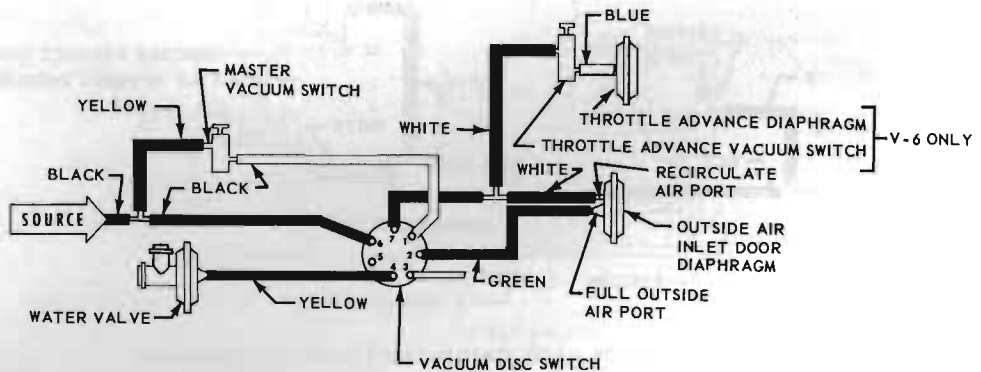 BLUE
MASTER
VACUUM SWITCH
YELLOW
THROTTLE ADVANCE DIAPHRAGM
WHITE
THROTTLE ADVANCE VACUUM SWITCH
V-6 ONLY
BLACK
BLACK
WHITE
RECIRCULATE
AIR PORT
SOURCE
7
1
6
2
5
4
3
OUTSIDE AIR
INLET DOOR
DIAPHRAGM
GREEN
YELLOW
WATER VALVE
FULL OUTSIDE
AIR PORT
VACUUM DISC SWITCH